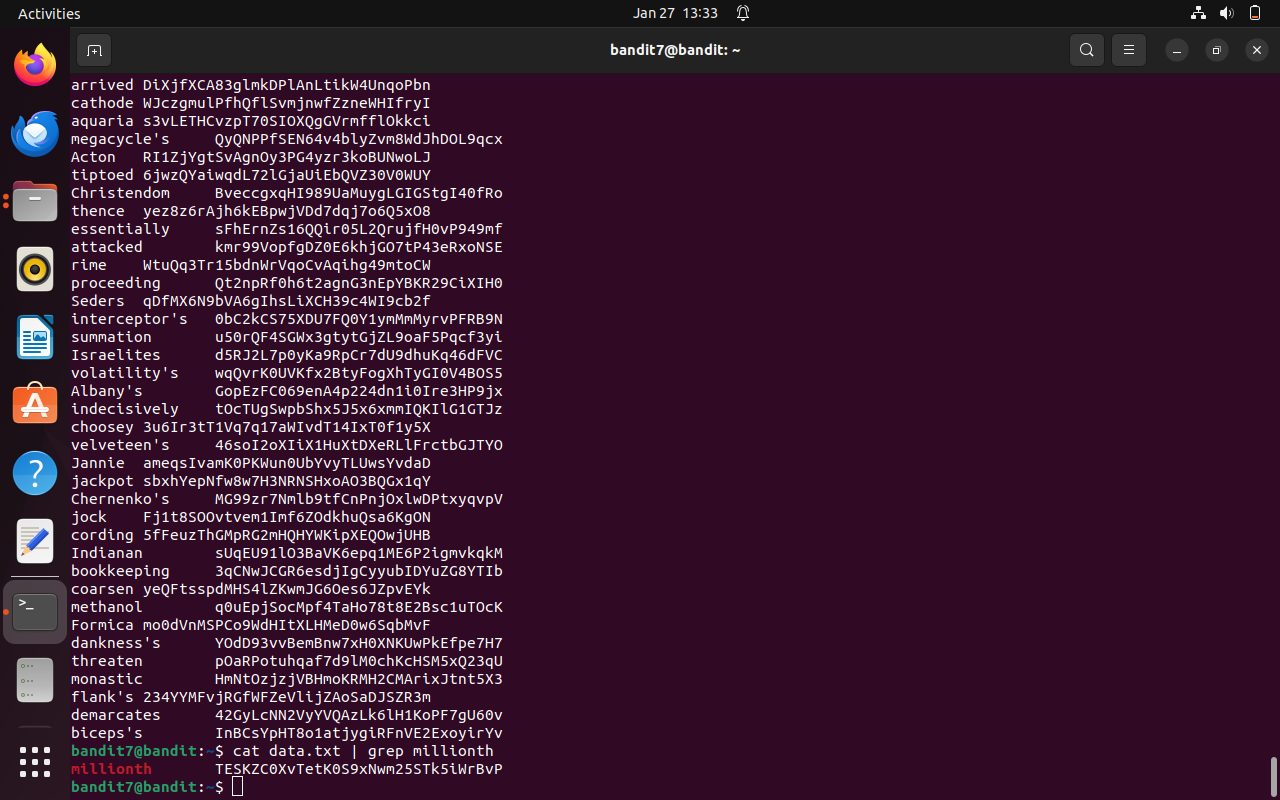 Activities
Jan 27 13:33
bandit7@bandit: ~
arrived DiXjfXCA83glmkDPlAnLtikW4UnqoPbn
cathode WJczgmulPfhQflSvmjnwfZzneWHIfryI
aquaria s3vLETHCvzpT70SIOXQgGVrmfflOkkci
megacycle's QyQNPPfSEN64v4blyZvm8WdJhDOL9qcx
Acton RI1ZjYgtSvAgnOy3PG4yzr3koBUNwoLJ
tiptoed 6jwzQYaiwqdL72lGjaUiEbQVZ30V0WUY
Christendom BveccgxqHI989UaMuygLGIGStgI40fRo
thence yez8z6rAjh6kEBpwjVDd7dqj7o6Q5xO8
essentially sFhErnZs16QQir05L2QrujfH0vP949mf
attacked kmr99VopfgDZ0E6khjGO7tP43eRxoNSE
rime WtuQq3Tr15bdnWrVqoCvAqihg49mtoCW
proceeding Qt2npRf0h6t2agnG3nEpYBKR29CiXIH0
Seders qDfMX6N9bVA6gIhsLiXCH39c4WI9cb2f
interceptor's 0bC2kCS75XDU7FQ0Y1ymMmMyrvPFRB9N
summation u50rQF4SGWx3gtytGjZL9oaF5Pqcf3yi
Israelites d5RJ2L7p0yKa9RpCr7dU9dhuKq46dFVC
volatility's wqQvrK0UVKfx2BtyFogXhTyGI0V4BOS5
Albany's GopEzFC069enA4p224dn1i0Ire3HP9jx
indecisively tOcTUgSwpbShx5J5x6xmmIQKIlG1GTJz
choosey 3u6Ir3tT1Vq7q17aWIvdT14IxT0f1y5X
velveteen's 46soI2oXIiX1HuXtDXeRLlFrctbGJTYO
Jannie ameqsIvamK0PKWun0UbYvyTLUwsYvdaD
jackpot sbxhYepNfw8w7H3NRNSHxoAO3BQGx1qY
Chernenko's MG99zr7Nmlb9tfCnPnjOxlwDPtxyqvpV
jock Fj1t8SOOvtvem1Imf6ZOdkhuQsa6KgON
cording 5fFeuzThGMpRG2mHQHYWKipXEQOwjUHB
Indianan sUqEU91lO3BaVK6epq1ME6P2igmvkqkM
bookkeeping 3qCNwJCGR6esdjIgCyyubIDYuZG8YTIb
coarsen yeQFtsspdMHS4lZKwmJG6Oes6JZpvEYk
methanol q0uEpjSocMpf4TaHo78t8E2Bsc1uTOcK
Formica mo0dVnMSPCo9WdHItXLHMeD0w6SqbMvF
dankness's YOdD93vvBemBnw7xH0XNKUwPkEfpe7H7
threaten pOaRPotuhqaf7d9lM0chKcHSM5xQ23qU
monastic HmNtOzjzjVBHmoKRMH2CMArixJtnt5X3
flank's 234YYMFvjRGfWFZeVlijZAoSaDJSZR3m
demarcates 42GyLcNN2VyYVQAzLk6lH1KoPF7gU60v
biceps's InBCsYpHT8o1atjygiRFnVE2ExoyirYv
bandit7@bandit:~$ cat data.txt | grep millionth
millionth TESKZC0XvTetK0S9xNwm25STk5iWrBvP
bandit7@bandit:~$